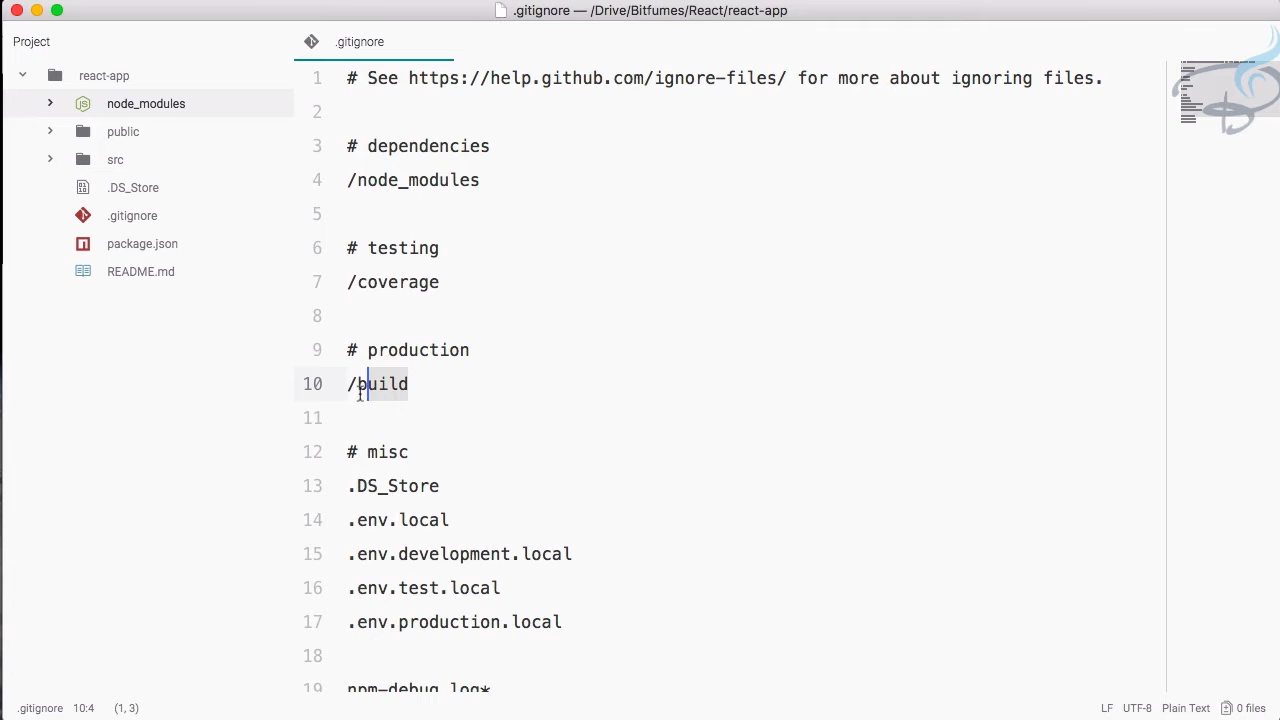 .gitignore — /Drive/Bitfumes/React/react-app
Project
.gitignore
react-app
node_modules
public
src
.DS_Store
.gitignore
package.json
README.md
1 # See https://help.github.com/ignore-files/ for more about ignoring files.
2
3 # dependencies
4 /node_modules
5
6 # testing
7 /coverage
8
9 # production
10 /build
11
12 # misc
13 .DS_Store
14 .env.local
15 .env.development.local
16 .env.test.local
17 .env.production.local
18
19 npm-debug.log*
.gitignore 10:4 (1, 3)
LF UTF-8 Plain Text 0 files